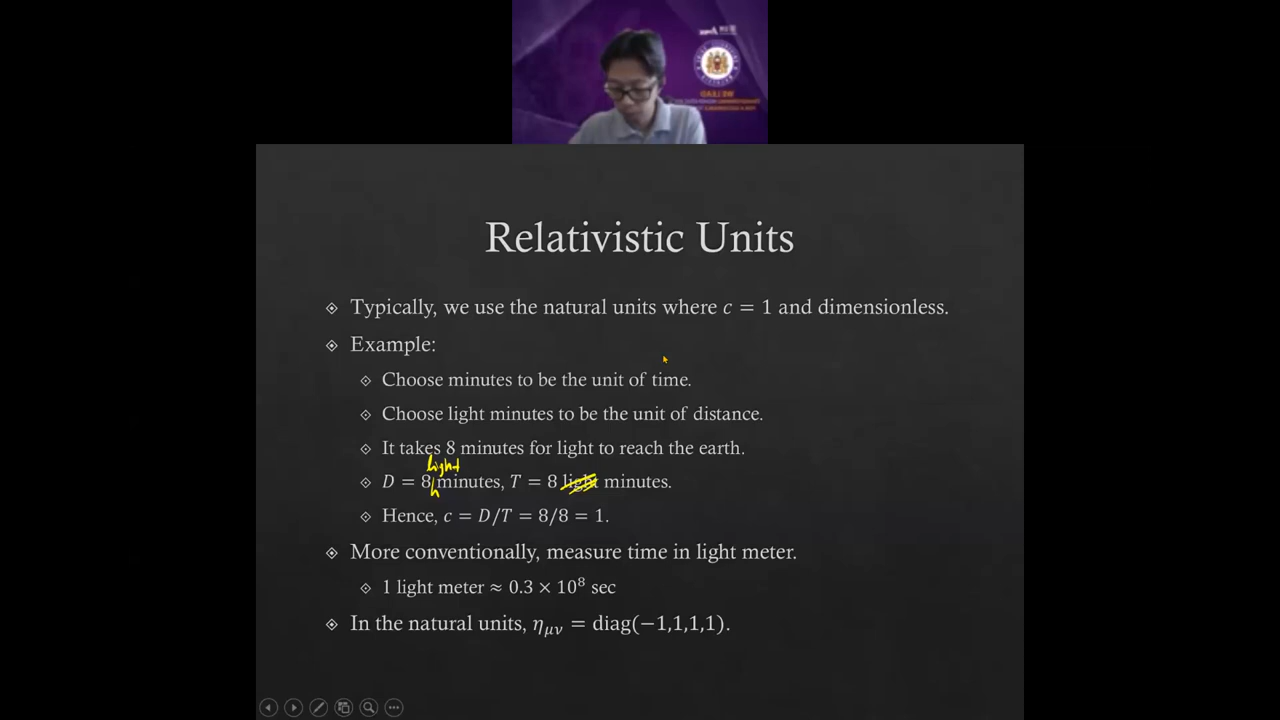 GAILI BW
Relativistic Units
Typically, we use the natural units where c = 1 and dimensionless.
Example:
Choose minutes to be the unit of time.
Choose light minutes to be the unit of distance.
It takes 8 minutes for light to reach the earth.
light
D = 8 minutes, T = 8 light minutes.
Hence, c = D/T = 8/8 = 1.
More conventionally, measure time in light meter.
1 light meter ≈ 0.3 × 10⁸ sec
In the natural units, η_μν = diag(−1,1,1,1).